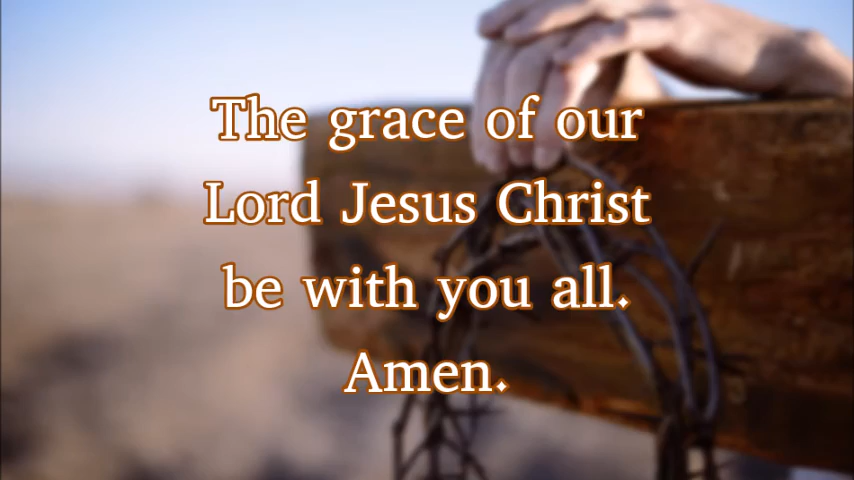 The grace of our
Lord Jesus Christ
be with you all.
Amen.